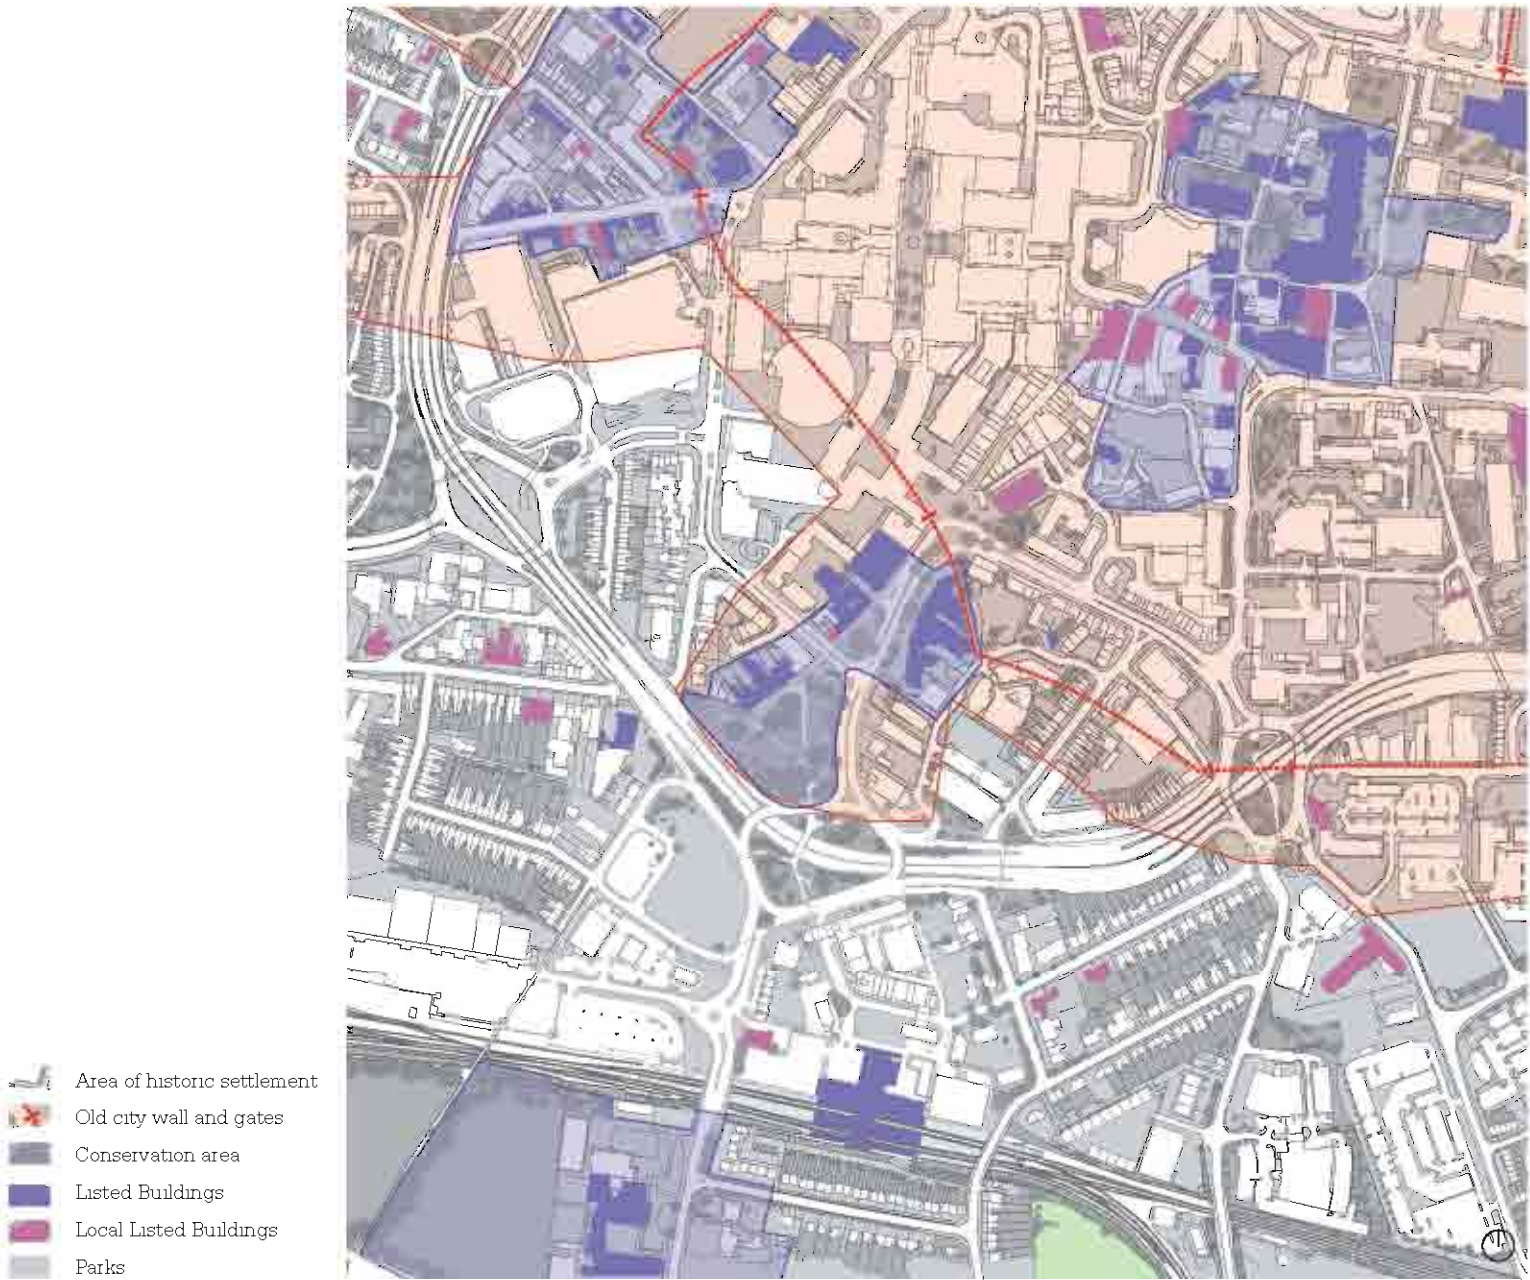 Area of historic settlement
Old city wall and gates
Conservation area
Listed Buildings
Local Listed Buildings
Parks